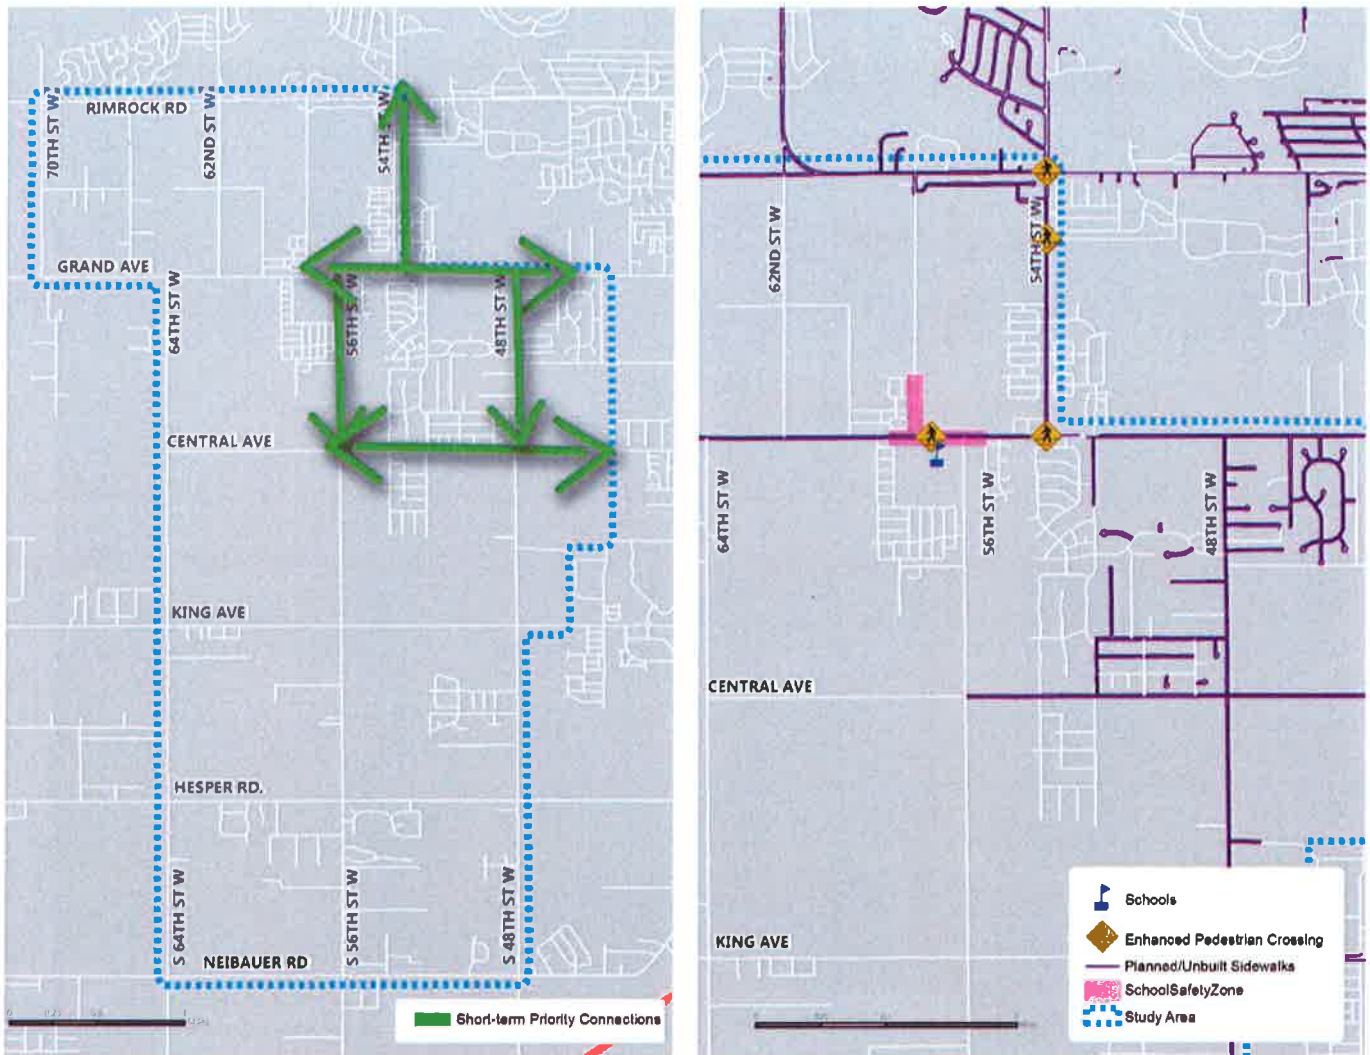 RIMROCK RD
70TH ST W
62ND ST W
54TH ST W
GRAND AVE
64TH ST W
56TH ST W
48TH ST W
CENTRAL AVE
KING AVE
HESPER RD.
S 64TH ST W
S 56TH ST W
S 48TH ST W
NEIBAUER RD
Short-term Priority Connections
62ND ST W
54TH ST W
64TH ST W
56TH ST W
48TH ST W
CENTRAL AVE
KING AVE
Schools
Enhanced Pedestrian Crossing
Planned/Unbuilt Sidewalks
SchoolSafetyZone
Study Area